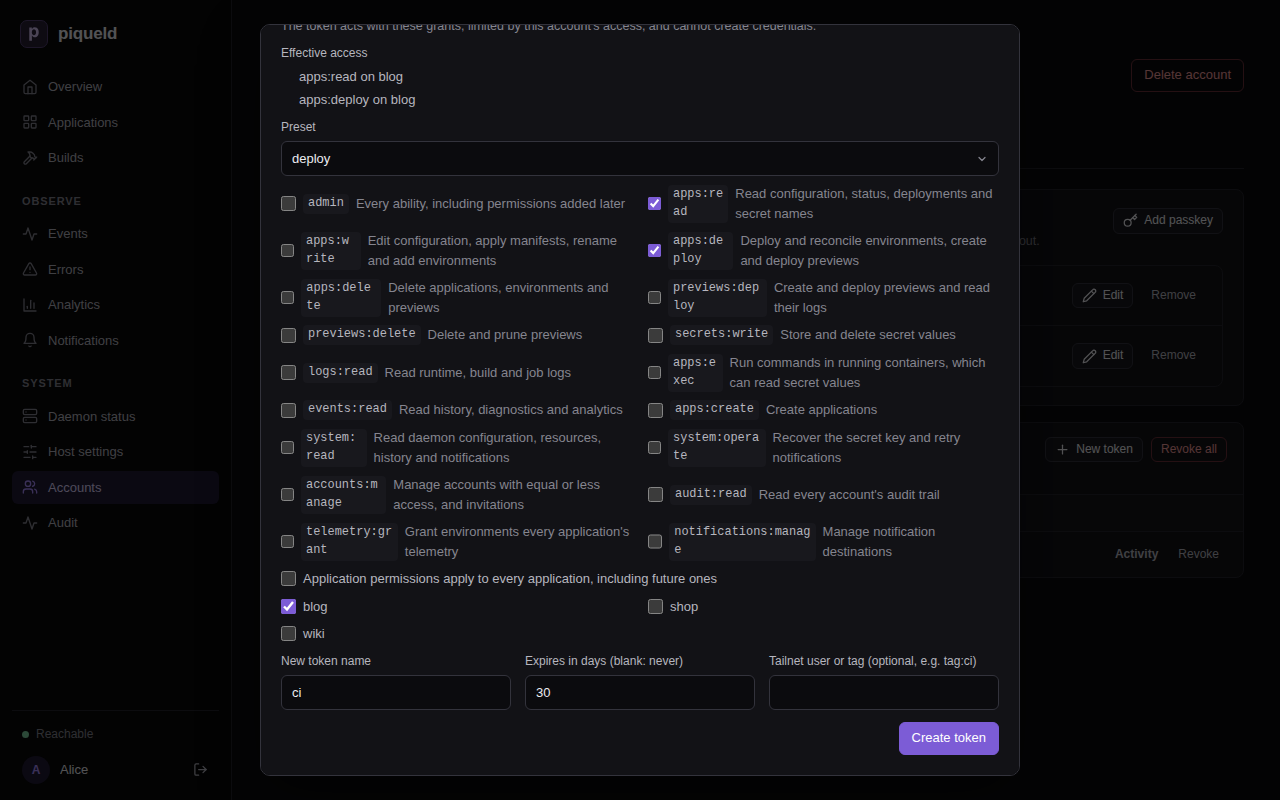 p piqueld
Overview
Applications
Builds
OBSERVE
Events
Errors
Analytics
Notifications
SYSTEM
Daemon status
Host settings
Accounts
Audit
Reachable
A Alice
The token acts with these grants, limited by this account's access, and cannot create credentials.
Effective access
apps:read on blog
apps:deploy on blog
Preset
deploy
admin Every ability, including permissions added later
apps:re
ad
Read configuration, status, deployments and
secret names
apps:w
rite
Edit configuration, apply manifests, rename
and add environments
apps:de
ploy
Deploy and reconcile environments, create
and deploy previews
apps:dele
te
Delete applications, environments and
previews
previews:dep
loy
Create and deploy previews and read
their logs
previews:delete Delete and prune previews
secrets:write Store and delete secret values
logs:read Read runtime, build and job logs
apps:e
xec
Run commands in running containers, which
can read secret values
events:read Read history, diagnostics and analytics
apps:create Create applications
system:
read
Read daemon configuration, resources,
history and notifications
system:opera
te
Recover the secret key and retry
notifications
accounts:m
anage
Manage accounts with equal or less
access, and invitations
audit:read Read every account's audit trail
telemetry:gr
ant
Grant environments every application's
telemetry
notifications:manag
e
Manage notification
destinations
Application permissions apply to every application, including future ones
blog
shop
wiki
New token name
ci
Expires in days (blank: never)
30
Tailnet user or tag (optional, e.g. tag:ci)
Create token
Delete account
Add passkey
out.
Edit Remove
Edit Remove
New token Revoke all
Activity Revoke